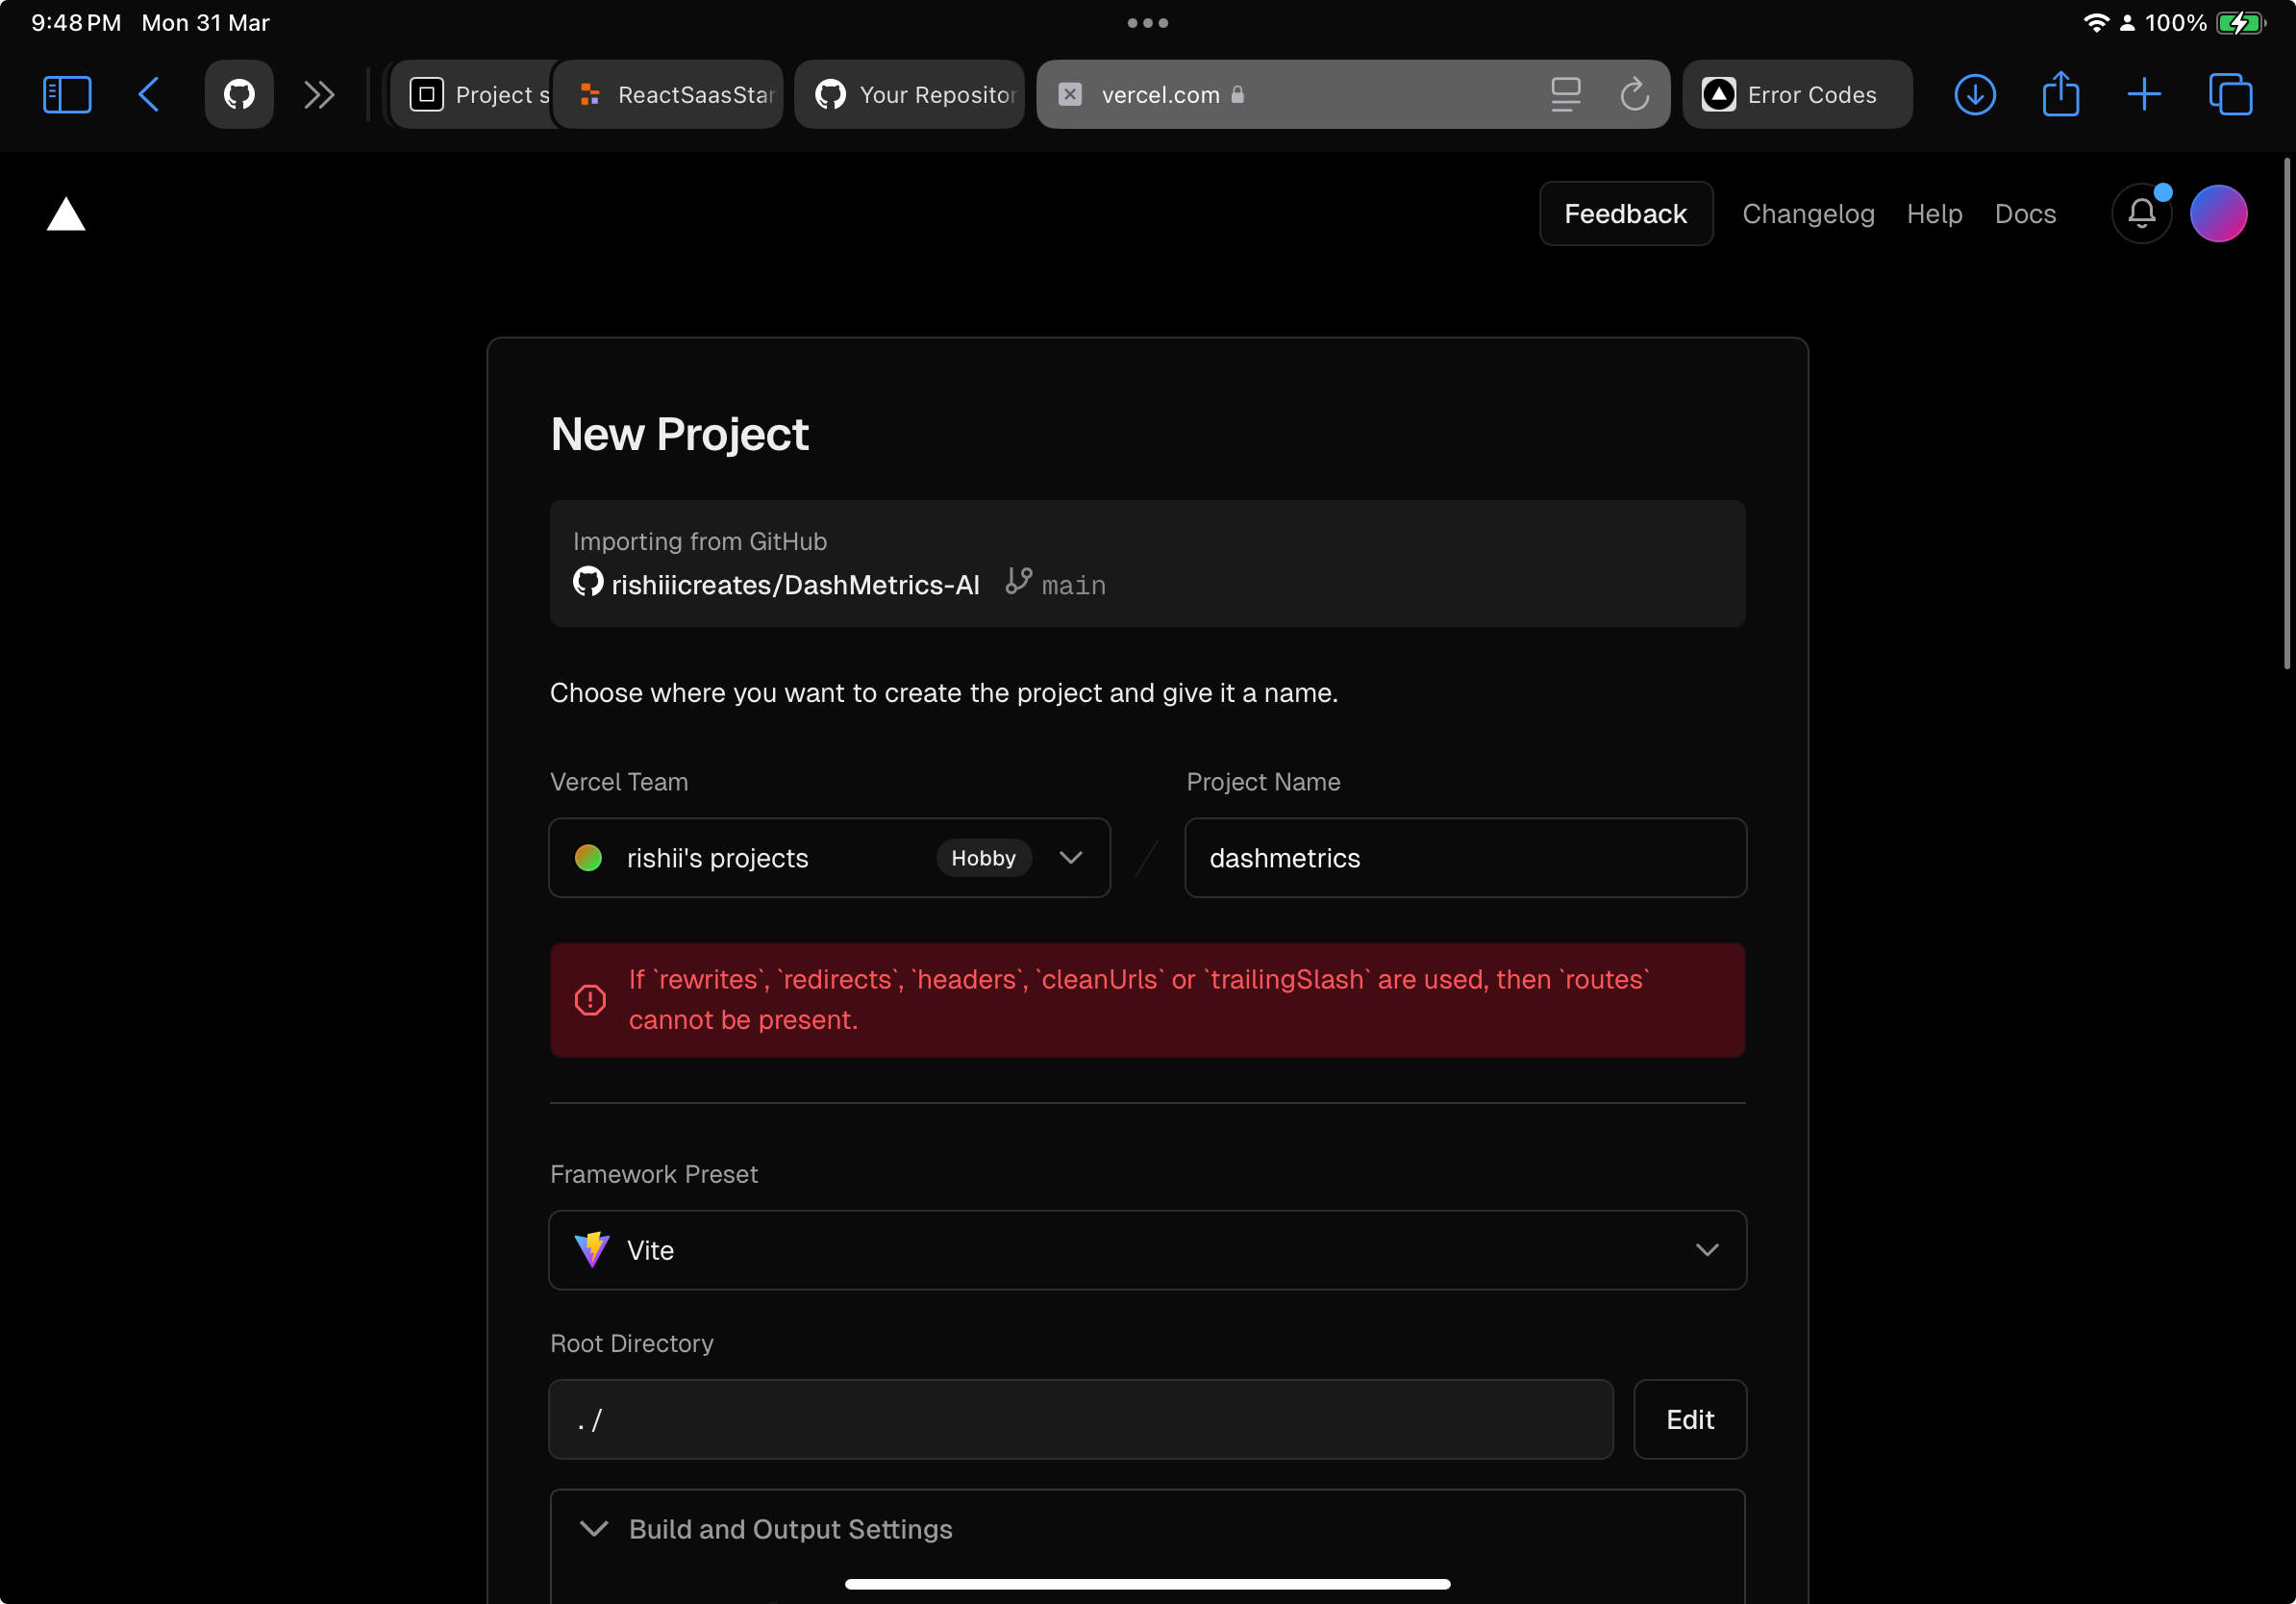 9:48 PM Mon 31 Mar
100%
Project s
ReactSaasStar
Your Repositor
vercel.com
Error Codes
Feedback
Changelog
Help
Docs
New Project
Importing from GitHub
rishiiicreates/DashMetrics-AI main
Choose where you want to create the project and give it a name.
Vercel Team
Project Name
rishii's projects
Hobby
/
dashmetrics
If `rewrites`, `redirects`, `headers`, `cleanUrls` or `trailingSlash` are used, then `routes`
cannot be present.
Framework Preset
Vite
Root Directory
./
Edit
Build and Output Settings